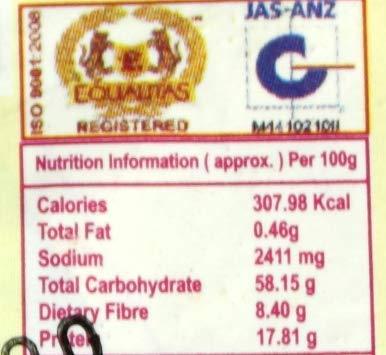 ISO 9001:2008
EQUALITAS
REGISTERED
JAS-ANZ
Nutrition Information ( approx. ) Per 100g
Calories 307.98 Kcal
Total Fat 0.46g
Sodium 2411 mg
Total Carbohydrate 58.15 g
Dietary Fibre 8.40 g
Protein 17.81 g